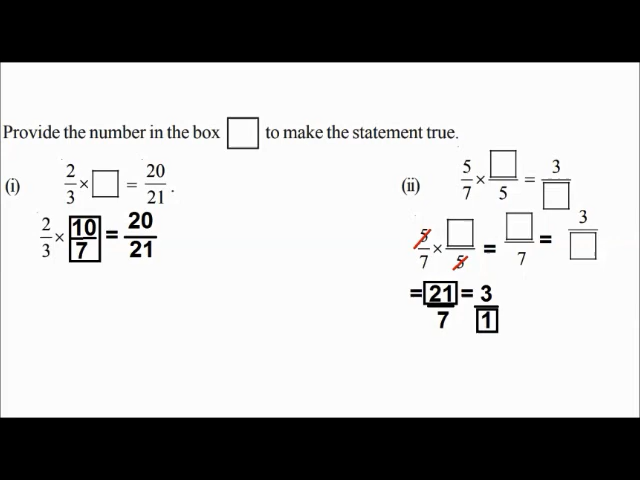 Provide the number in the box □ to make the statement true.
(i) 2/3 × □ = 20/21.
(ii) 5/7 × □/5 = 3/□
2/3 × 10/7 = 20/21
5/7 × □/5 = □/7 = 3/□
= 21/7 = 3/1